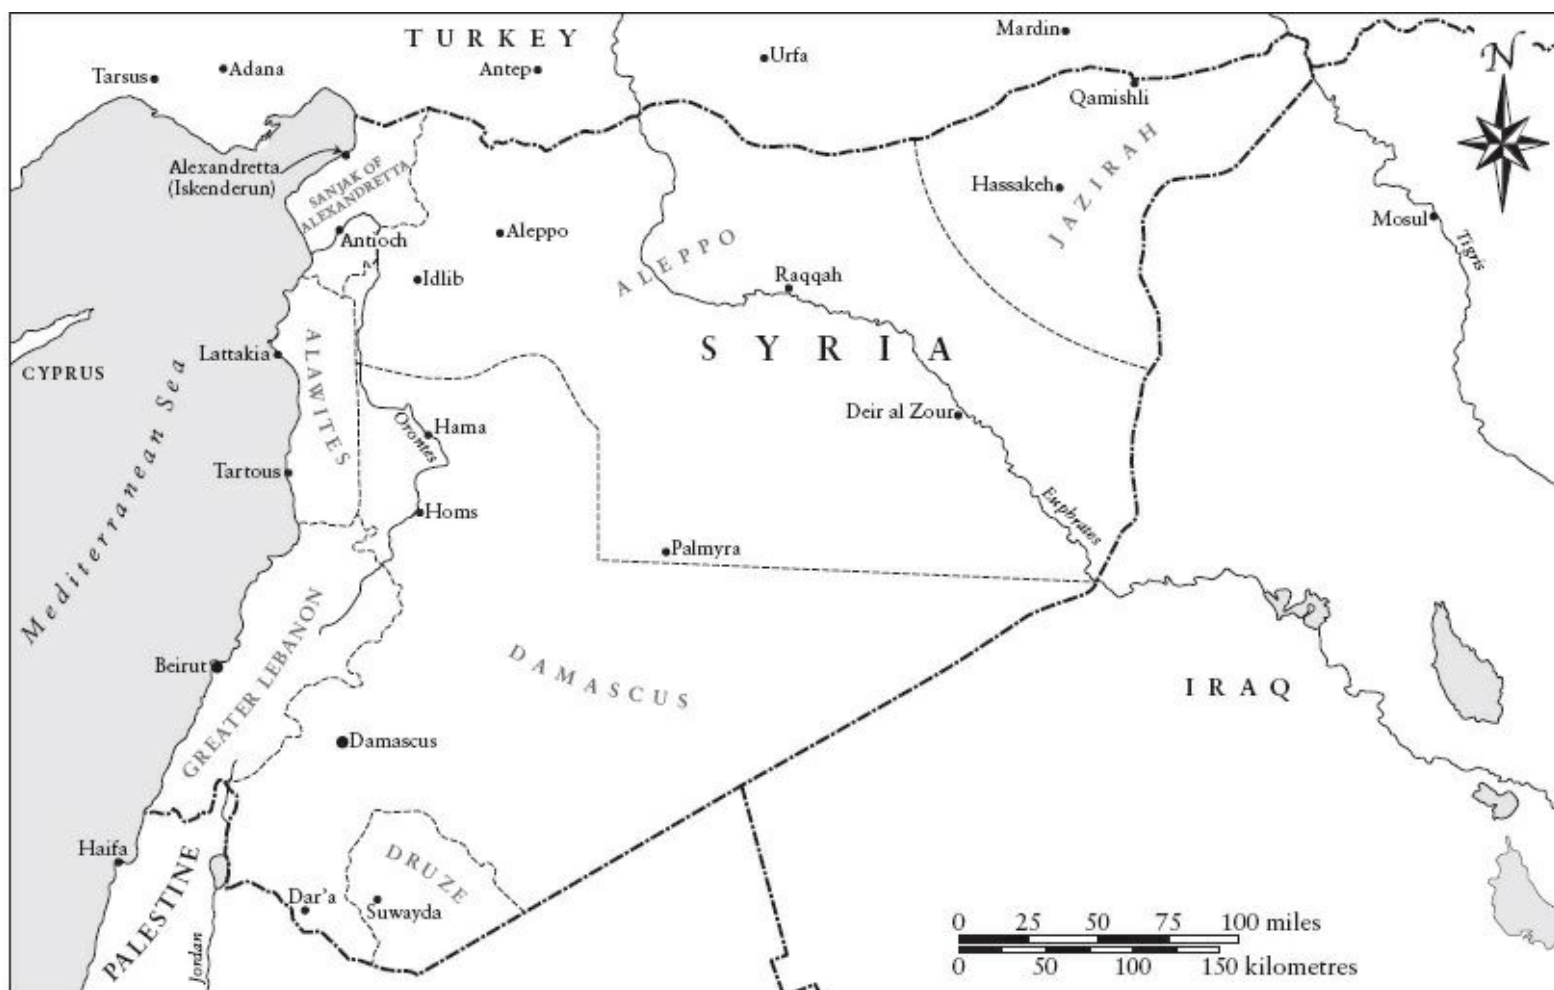 TURKEY
Mardin
Urfa
Antep
Adana
Tarsus
N
Qamishli
Alexandretta
(Iskenderun)
SANJAK OF
ALEXANDRETTA
JAZIRAH
Hassakeh
Mosul
Tigris
Antioch
Aleppo
ALEPPO
Idlib
Raqqah
SYRIA
Lattakia
ALAWITES
CYPRUS
Mediterranean Sea
Deir al Zour
Orontes
Hama
Tartous
Homs
Euphrates
Palmyra
GREATER LEBANON
DAMASCUS
Beirut
IRAQ
Damascus
Haifa
PALESTINE
DRUZE
Dar'a
Suwayda
Jordan
0 25 50 75 100 miles
0 50 100 150 kilometres